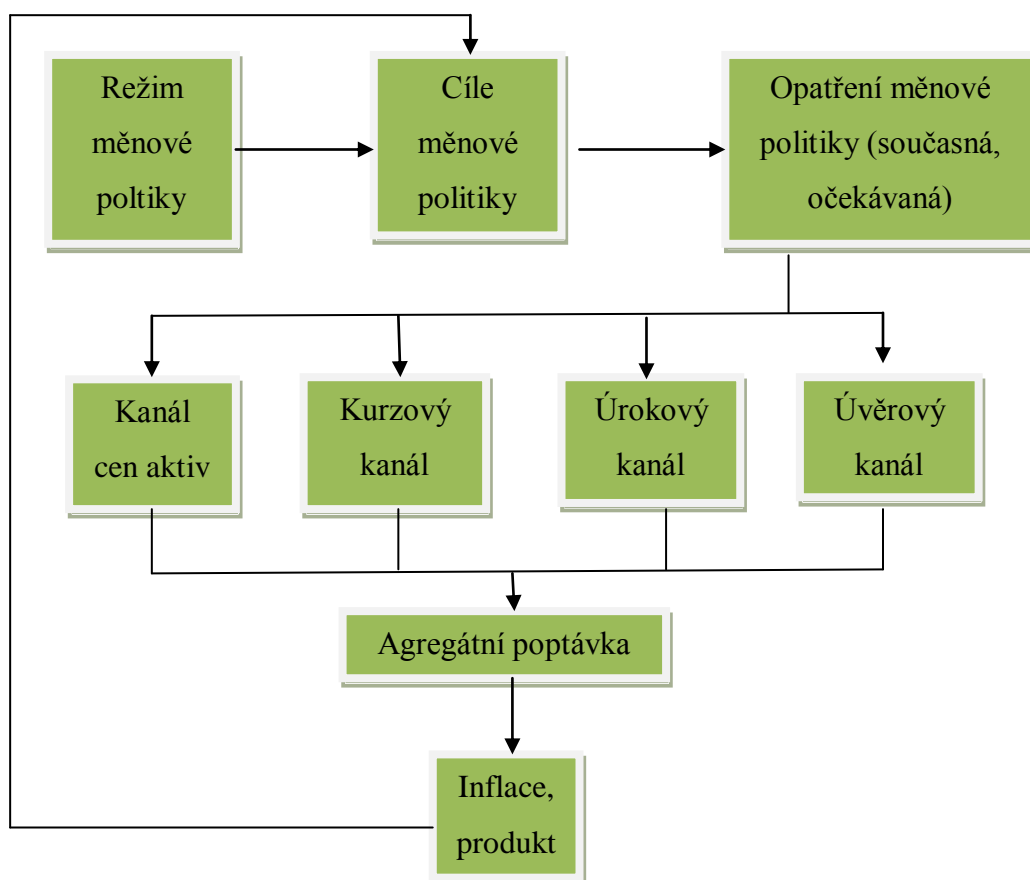 Režim
měnové
poltiky
Cíle
měnové
politiky
Opatření měnové
politiky (současná,
očekávaná)
Kanál
cen aktiv
Kurzový
kanál
Úrokový
kanál
Úvěrový
kanál
Agregátní poptávka
Inflace,
produkt